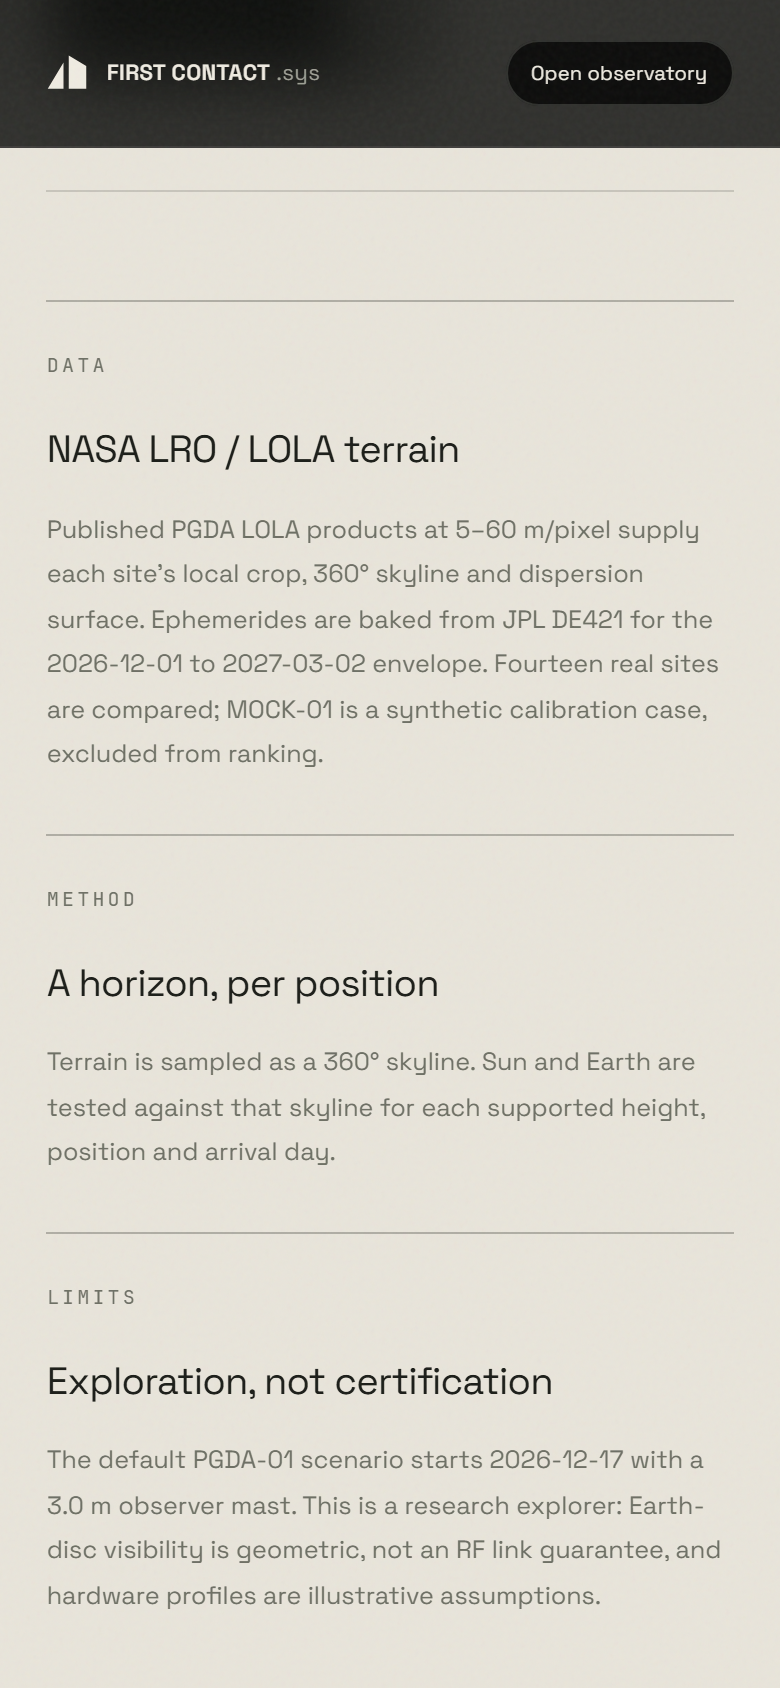 FIRST CONTACT .sys
Open observatory
DATA
NASA LRO / LOLA terrain
Published PGDA LOLA products at 5–60 m/pixel supply
each site’s local crop, 360° skyline and dispersion
surface. Ephemerides are baked from JPL DE421 for the
2026-12-01 to 2027-03-02 envelope. Fourteen real sites
are compared; MOCK-01 is a synthetic calibration case,
excluded from ranking.
METHOD
A horizon, per position
Terrain is sampled as a 360° skyline. Sun and Earth are
tested against that skyline for each supported height,
position and arrival day.
LIMITS
Exploration, not certification
The default PGDA-01 scenario starts 2026-12-17 with a
3.0 m observer mast. This is a research explorer: Earth-
disc visibility is geometric, not an RF link guarantee, and
hardware profiles are illustrative assumptions.